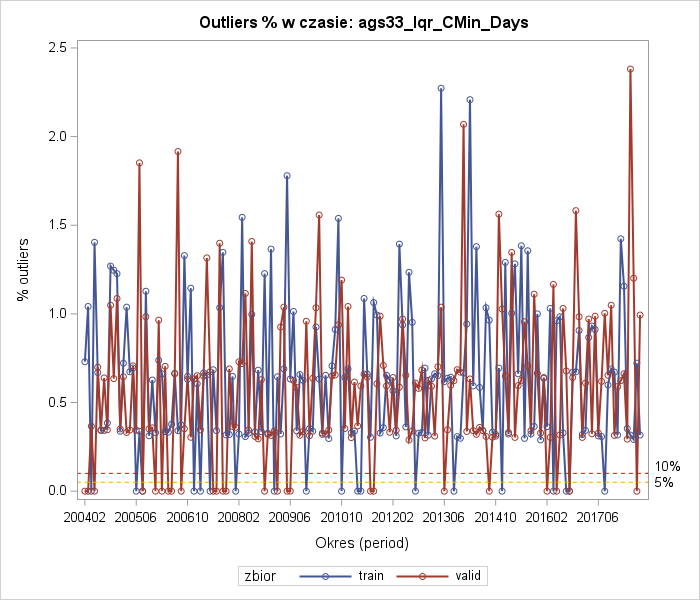 Outliers % w czasie: ags33_Iqr_CMin_Days
2.5
2.0
1.5
1.0
0.5
0.0
% outliers
10%
5%
200402 200506 200610 200802 200906 201010 201202 201306 201410 201602 201706
Okres (period)
zbior train valid